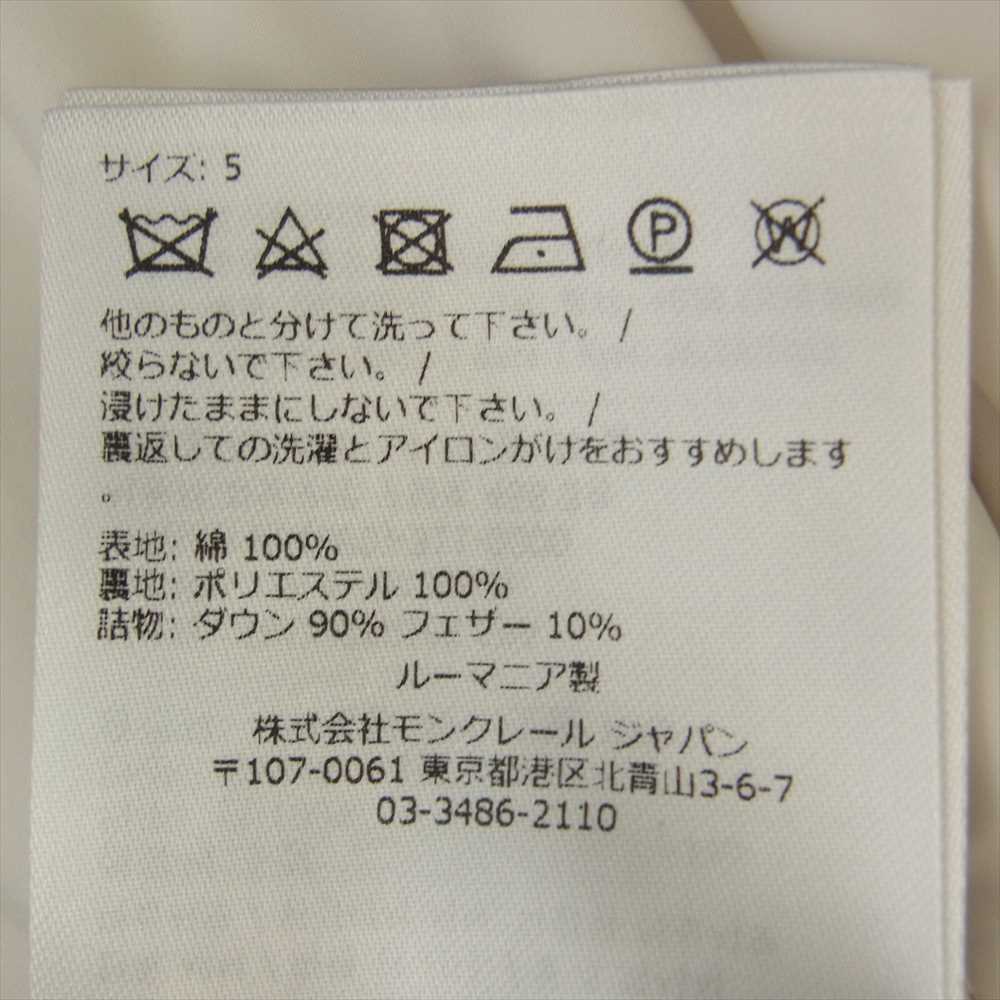 サイズ: 5
P W
他のものと分けて洗って下さい。 /
絞らないで下さい。 /
浸けたままにしないで下さい。 /
裏返しての洗濯とアイロンがけをおすすめします
。
表地: 綿 100%
裏地: ポリエステル 100%
詰物: ダウン 90% フェザー 10%
ルーマニア製
株式会社モンクレール ジャパン
〒107-0061 東京都港区北青山3-6-7
03-3486-2110